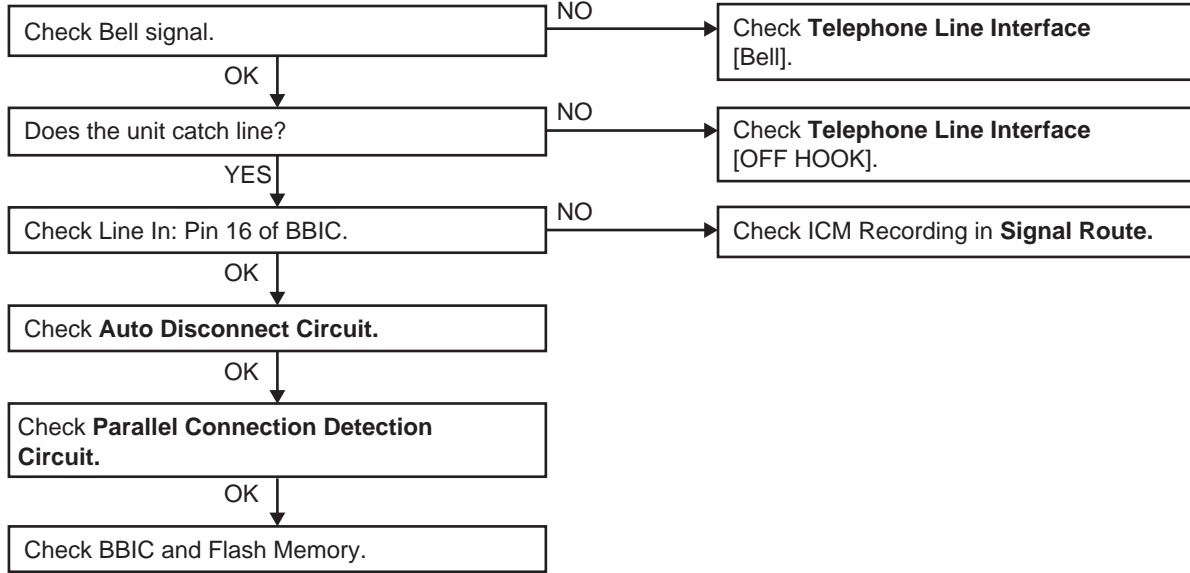 Check Bell signal.
NO
Check Telephone Line Interface
[Bell].
OK
Does the unit catch line?
NO
Check Telephone Line Interface
[OFF HOOK].
YES
Check Line In: Pin 16 of BBIC.
NO
Check ICM Recording in Signal Route.
OK
Check Auto Disconnect Circuit.
OK
Check Parallel Connection Detection
Circuit.
OK
Check BBIC and Flash Memory.